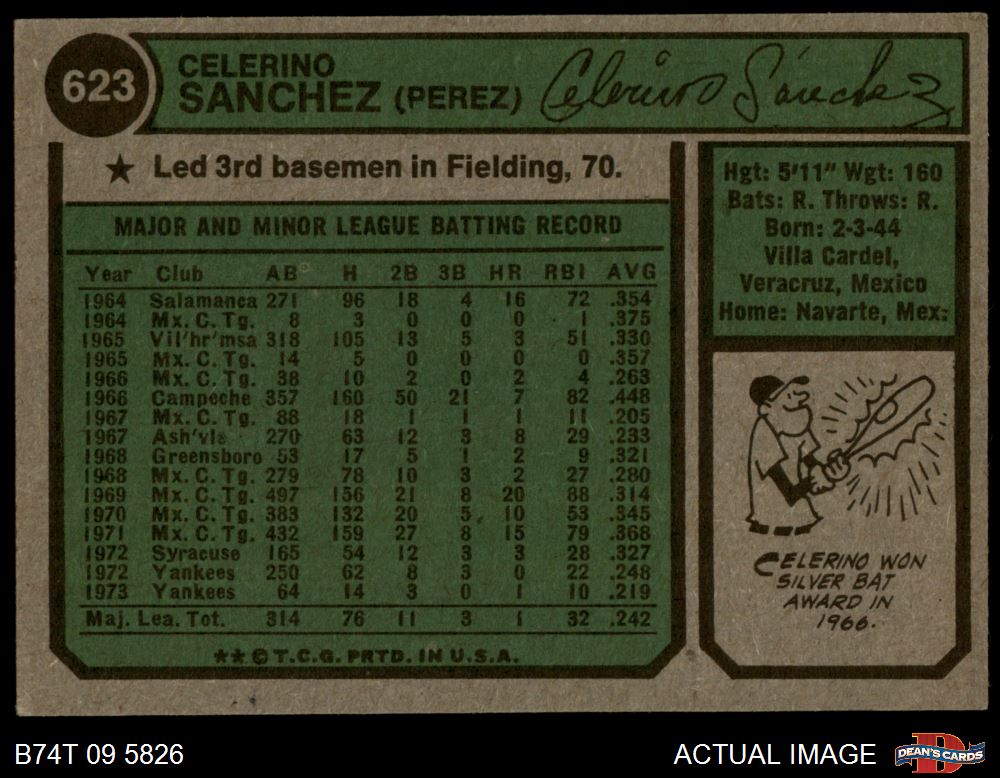 623
CELERINO
SANCHEZ (PEREZ)
Celerino Sánchez
★ Led 3rd basemen in Fielding, 70.
MAJOR AND MINOR LEAGUE BATTING RECORD
Year Club AB H 2B 3B HR RBI AVG
1964 Salamanca 271 96 18 4 16 72 .354
1964 Mx. C. Tg. 8 3 0 0 0 1 .375
1965 Vil'hr'msa 318 105 13 5 3 51 .330
1965 Mx. C. Tg. 14 5 0 0 0 0 .357
1966 Mx. C. Tg. 38 10 2 0 2 4 .263
1966 Campeche 357 160 50 21 7 82 .448
1967 Mx. C. Tg. 88 18 1 1 1 11 .205
1967 Ash'vle 270 63 12 3 8 29 .233
1968 Greensboro 53 17 5 1 2 9 .321
1968 Mx. C. Tg. 279 78 10 3 2 27 .280
1969 Mx. C. Tg. 497 156 21 8 20 88 .314
1970 Mx. C. Tg. 383 132 20 5 10 53 .345
1971 Mx. C. Tg. 432 159 27 8 15 79 .368
1972 Syracuse 165 54 12 3 3 28 .327
1972 Yankees 250 62 8 3 0 22 .248
1973 Yankees 64 14 3 0 1 10 .219
Maj. Lea. Tot. 314 76 11 3 1 32 .242
★★ © T.C.G. PRTD. IN U.S.A.
Hgt: 5'11" Wgt: 160
Bats: R. Throws: R.
Born: 2-3-44
Villa Cardel,
Veracruz, Mexico
Home: Navarte, Mex.
CELERINO WON
SILVER BAT
AWARD IN
1966.
B74T 09 5826
ACTUAL IMAGE
DEAN'S CARDS